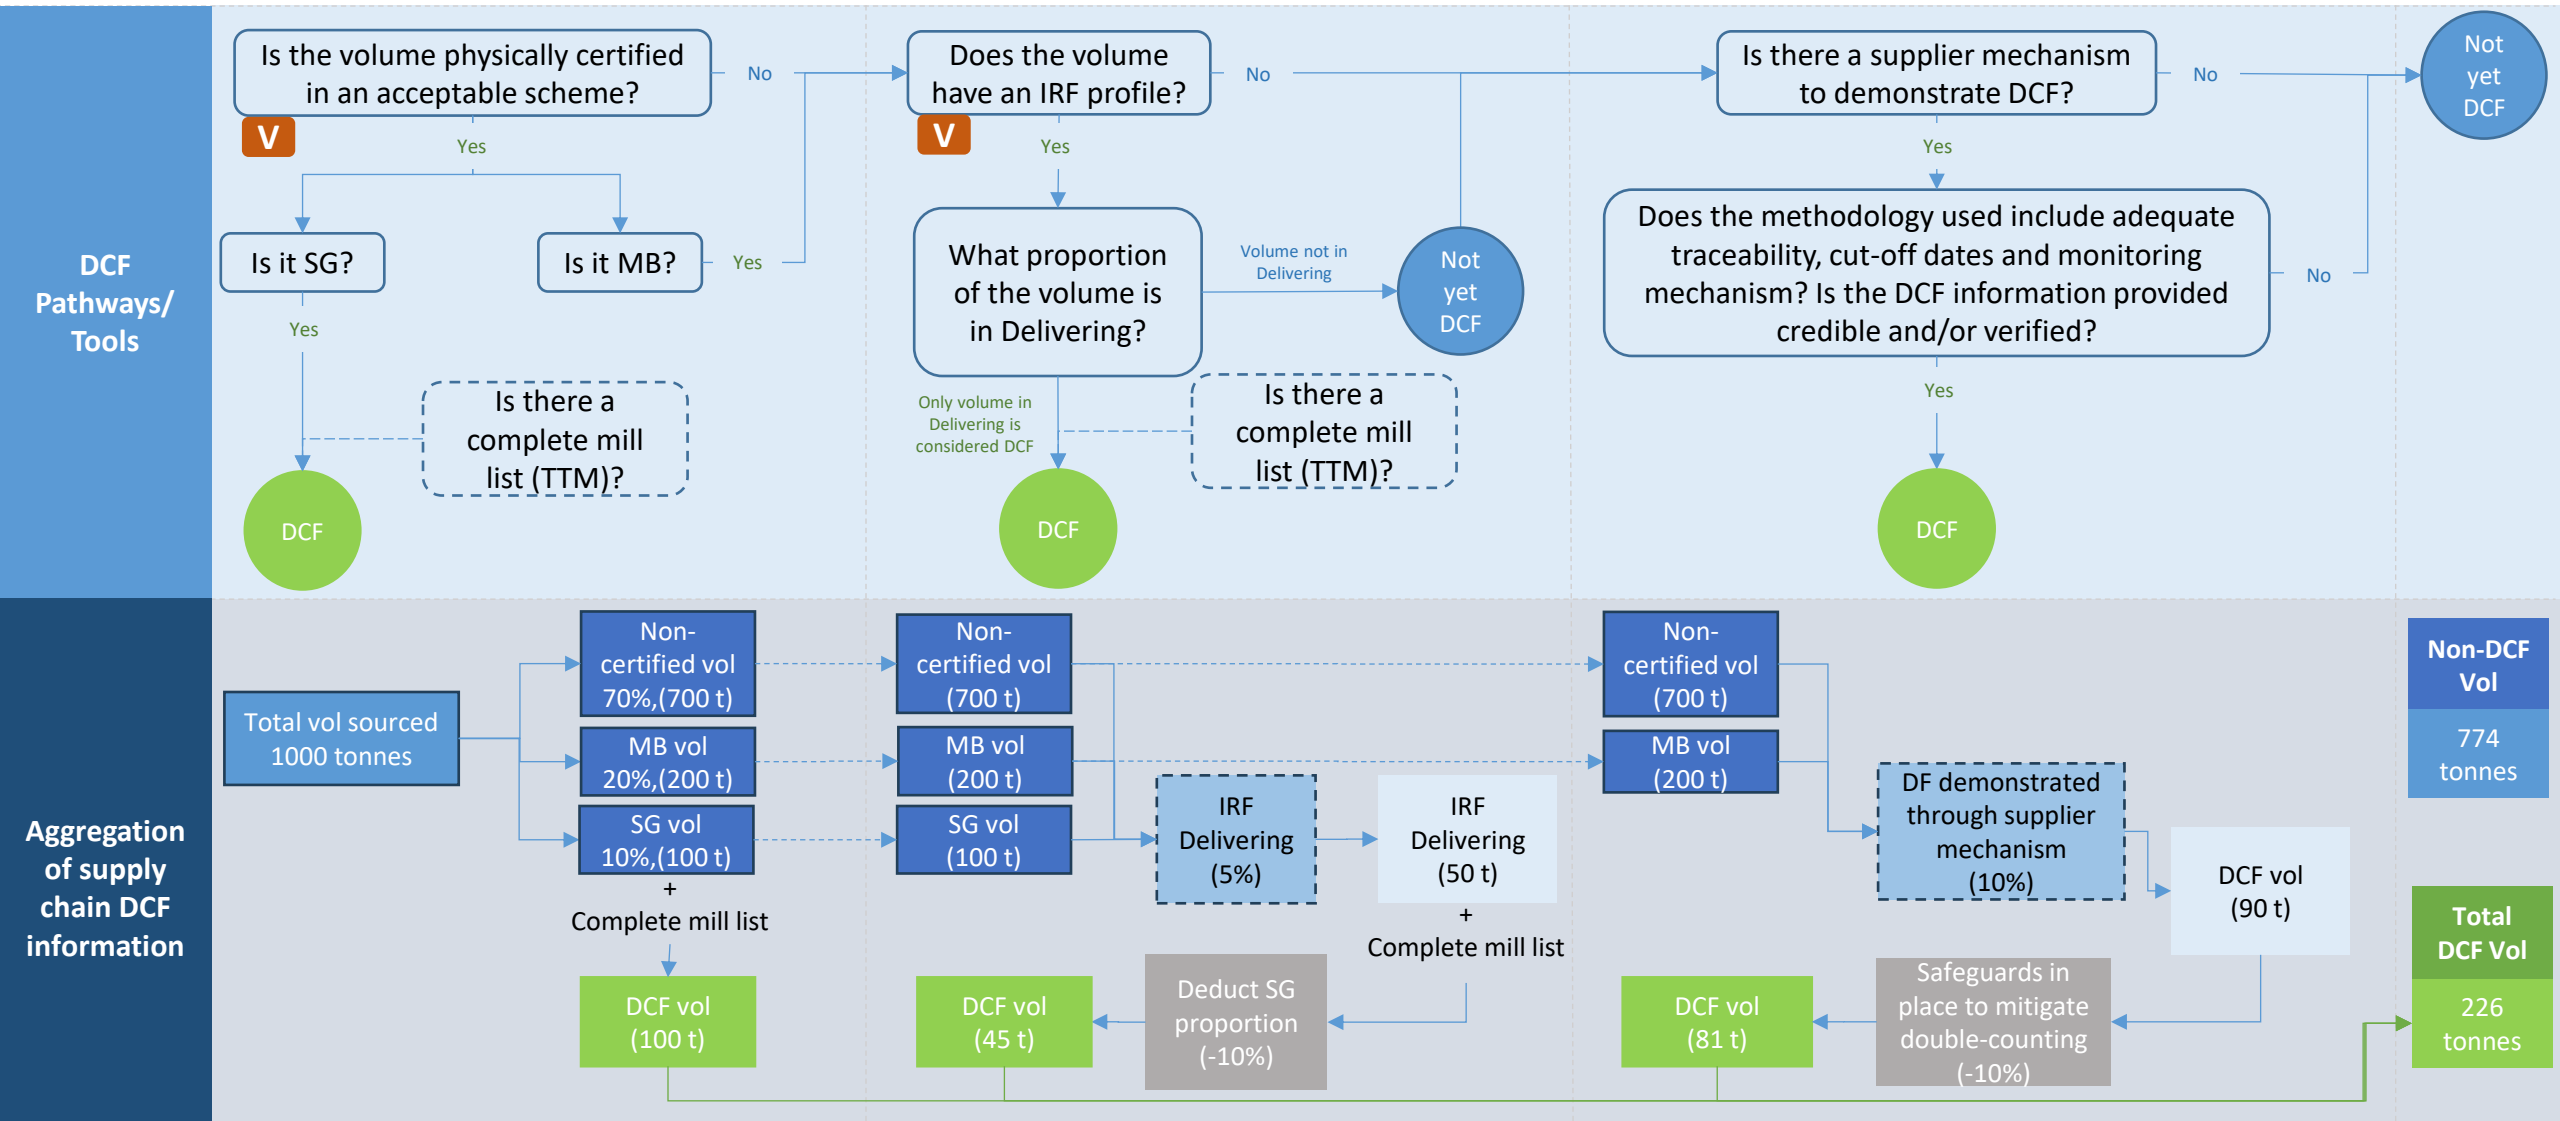 DCF
Pathways/
Tools
Is the volume physically certified
in an acceptable scheme?
V
No
Yes
Is it SG?
Is it MB?
Yes
Yes
Is there a
complete mill
list (TTM)?
DCF
Does the volume
have an IRF profile?
V
No
Yes
What proportion
of the volume is
in Delivering?
Volume not in
Delivering
Not
yet
DCF
Only volume in
Delivering is
considered DCF
Is there a
complete mill
list (TTM)?
DCF
Is there a supplier mechanism
to demonstrate DCF?
No
Yes
Does the methodology used include adequate
traceability, cut-off dates and monitoring
mechanism? Is the DCF information provided
credible and/or verified?
No
Yes
DCF
Not
yet
DCF
Aggregation
of supply
chain DCF
information
Total vol sourced
1000 tonnes
Non-
certified vol
70%,(700 t)
MB vol
20%,(200 t)
SG vol
10%,(100 t)
+
Complete mill list
DCF vol
(100 t)
Non-
certified vol
(700 t)
MB vol
(200 t)
SG vol
(100 t)
IRF
Delivering
(5%)
IRF
Delivering
(50 t)
+
Complete mill list
Deduct SG
proportion
(-10%)
DCF vol
(45 t)
Non-
certified vol
(700 t)
MB vol
(200 t)
DF demonstrated
through supplier
mechanism
(10%)
DCF vol
(90 t)
Safeguards in
place to mitigate
double-counting
(-10%)
DCF vol
(81 t)
Non-DCF
Vol
774
tonnes
Total
DCF Vol
226
tonnes